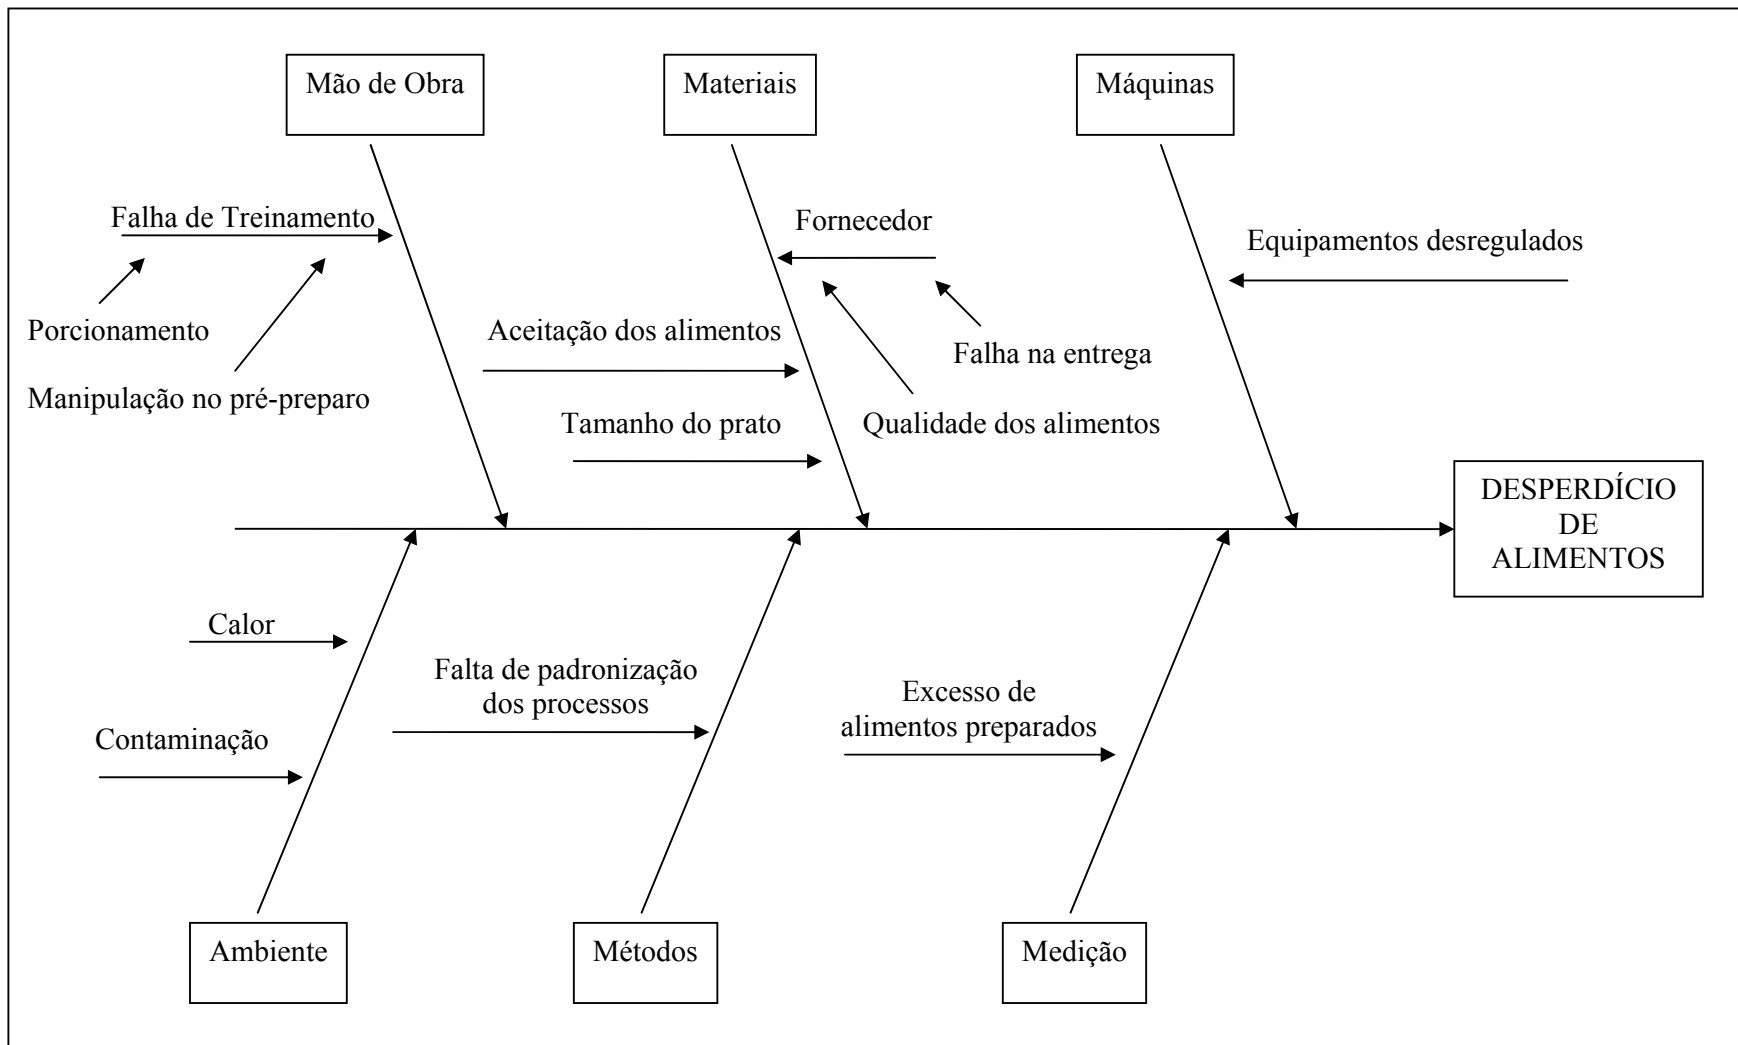 Mão de Obra
Materiais
Máquinas
Falha de Treinamento
Fornecedor
Equipamentos desregulados
Porcionamento
Aceitação dos alimentos
Falha na entrega
Manipulação no pré-preparo
Tamanho do prato
Qualidade dos alimentos
DESPERDÍCIO
DE
ALIMENTOS
Calor
Falta de padronização
dos processos
Excesso de
alimentos preparados
Contaminação
Ambiente
Métodos
Medição